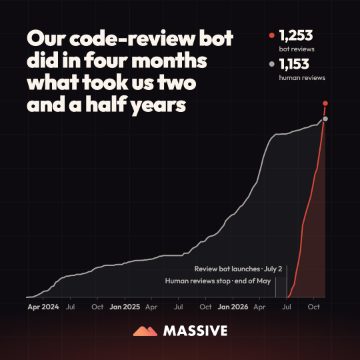 Our code-review bot
did in four months
what took us two
and a half years
1,253
bot reviews
1,153
human reviews
Review bot launches · July 2
Human reviews stop · end of May
Apr 2024 Jul Oct Jan 2025 Apr Jul Oct Jan 2026 Apr Jul Oct
MASSIVE